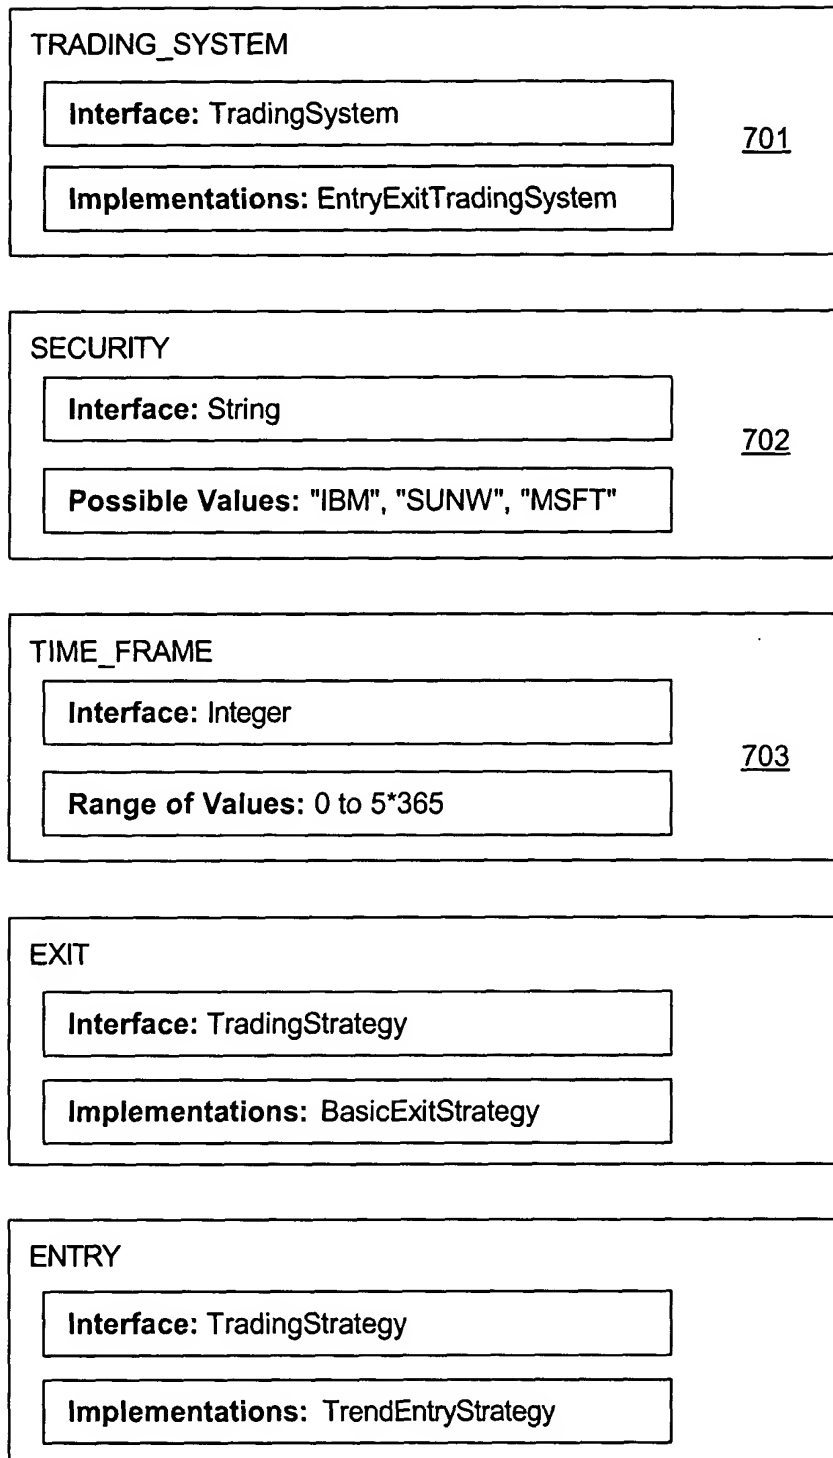 TRADING_SYSTEM
Interface: TradingSystem
701
Implementations: EntryExitTradingSystem
SECURITY
Interface: String
702
Possible Values: "IBM", "SUNW", "MSFT"
TIME_FRAME
Interface: Integer
703
Range of Values: 0 to 5*365
EXIT
Interface: TradingStrategy
Implementations: BasicExitStrategy
ENTRY
Interface: TradingStrategy
Implementations: TrendEntryStrategy